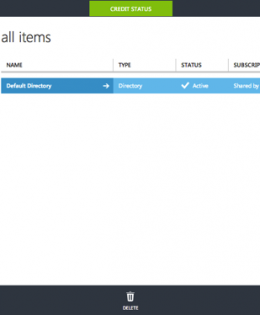 CREDIT STATUS
all items
NAME TYPE STATUS SUBSCRIP
Default Directory Directory Active Shared by
DELETE